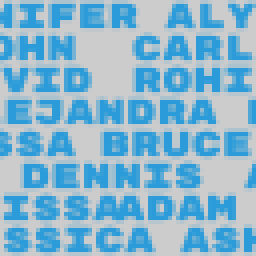 NIFER ALY
OHN CARL
VID ROHI
EJANDRA
SSA BRUCE
DENNIS
ISSAADAM
SSICA ASH